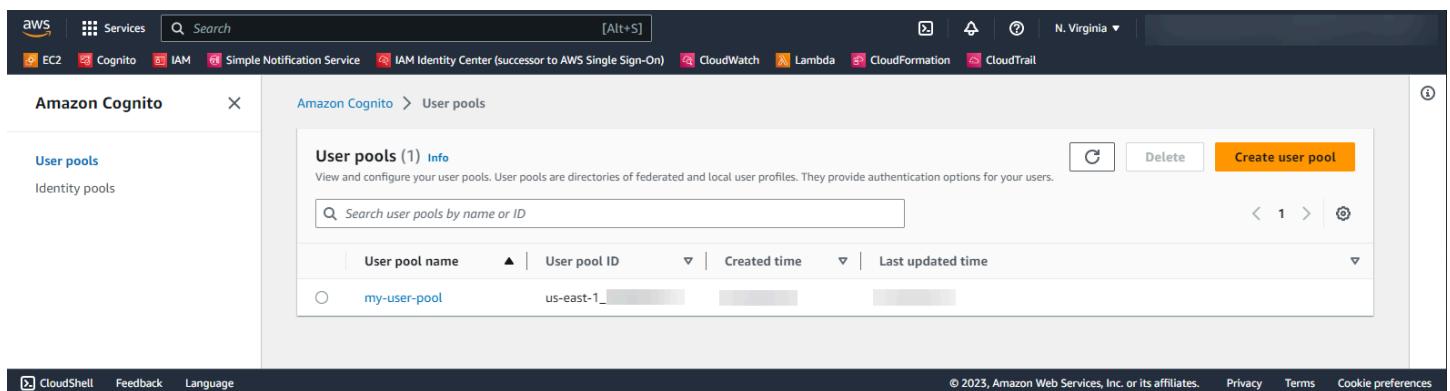 aws Services Search [Alt+S] N. Virginia
EC2 Cognito IAM Simple Notification Service IAM Identity Center (successor to AWS Single Sign-On) CloudWatch Lambda CloudFormation CloudTrail
Amazon Cognito
Amazon Cognito > User pools
User pools
Identity pools
User pools (1) Info
View and configure your user pools. User pools are directories of federated and local user profiles. They provide authentication options for your users.
Delete
Create user pool
Search user pools by name or ID
1
User pool name User pool ID Created time Last updated time
my-user-pool us-east-1_
CloudShell Feedback Language © 2023, Amazon Web Services, Inc. or its affiliates. Privacy Terms Cookie preferences